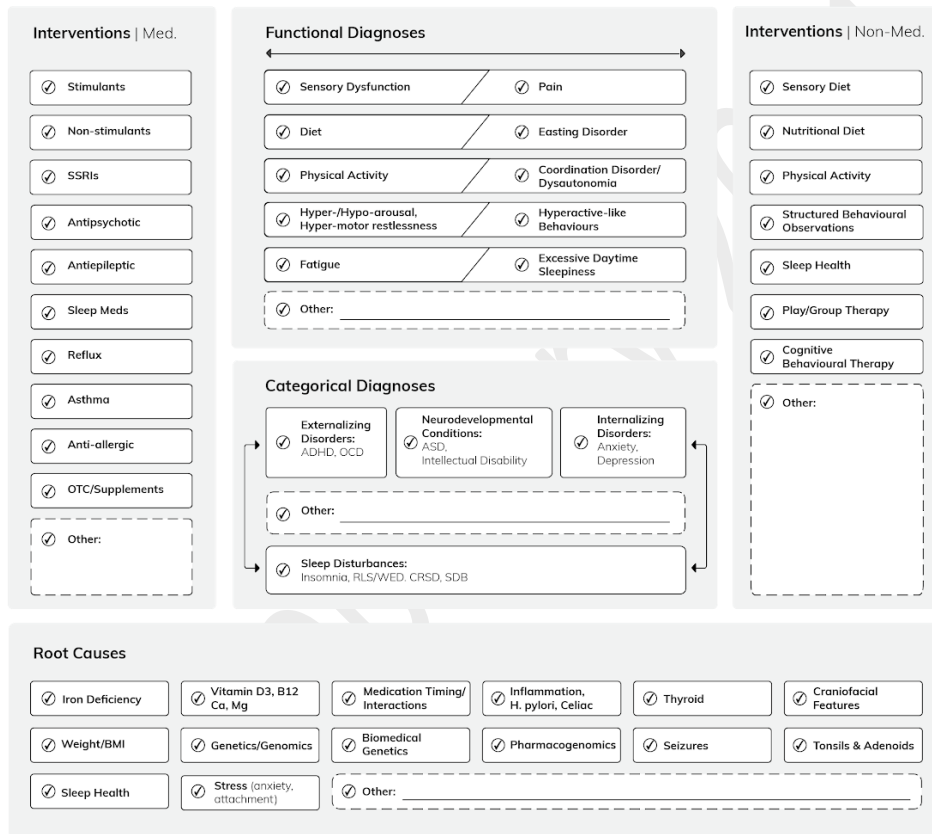 Interventions | Med.
Stimulants
Non-stimulants
SSRIs
Antipsychotic
Antiepileptic
Sleep Meds
Reflux
Asthma
Anti-allergic
OTC/Supplements
Other:
Functional Diagnoses
Sensory Dysfunction
Pain
Diet
Easting Disorder
Physical Activity
Coordination Disorder/
Dysautonomia
Hyper-/Hypo-arousal,
Hyper-motor restlessness
Hyperactive-like
Behaviours
Fatigue
Excessive Daytime
Sleepiness
Other:
Categorical Diagnoses
Externalizing
Disorders:
ADHD, OCD
Neurodevelopmental
Conditions:
ASD,
Intellectual Disability
Internalizing
Disorders:
Anxiety,
Depression
Other:
Sleep Disturbances:
Insomnia, RLS/WED. CRSD, SDB
Interventions | Non-Med.
Sensory Diet
Nutritional Diet
Physical Activity
Structured Behavioural
Observations
Sleep Health
Play/Group Therapy
Cognitive
Behavioural Therapy
Other:
Root Causes
Iron Deficiency
Vitamin D3, B12
Ca, Mg
Medication Timing/
Interactions
Inflammation,
H. pylori, Celiac
Thyroid
Craniofacial
Features
Weight/BMI
Genetics/Genomics
Biomedical
Genetics
Pharmacogenomics
Seizures
Tonsils & Adenoids
Sleep Health
Stress (anxiety,
attachment)
Other: